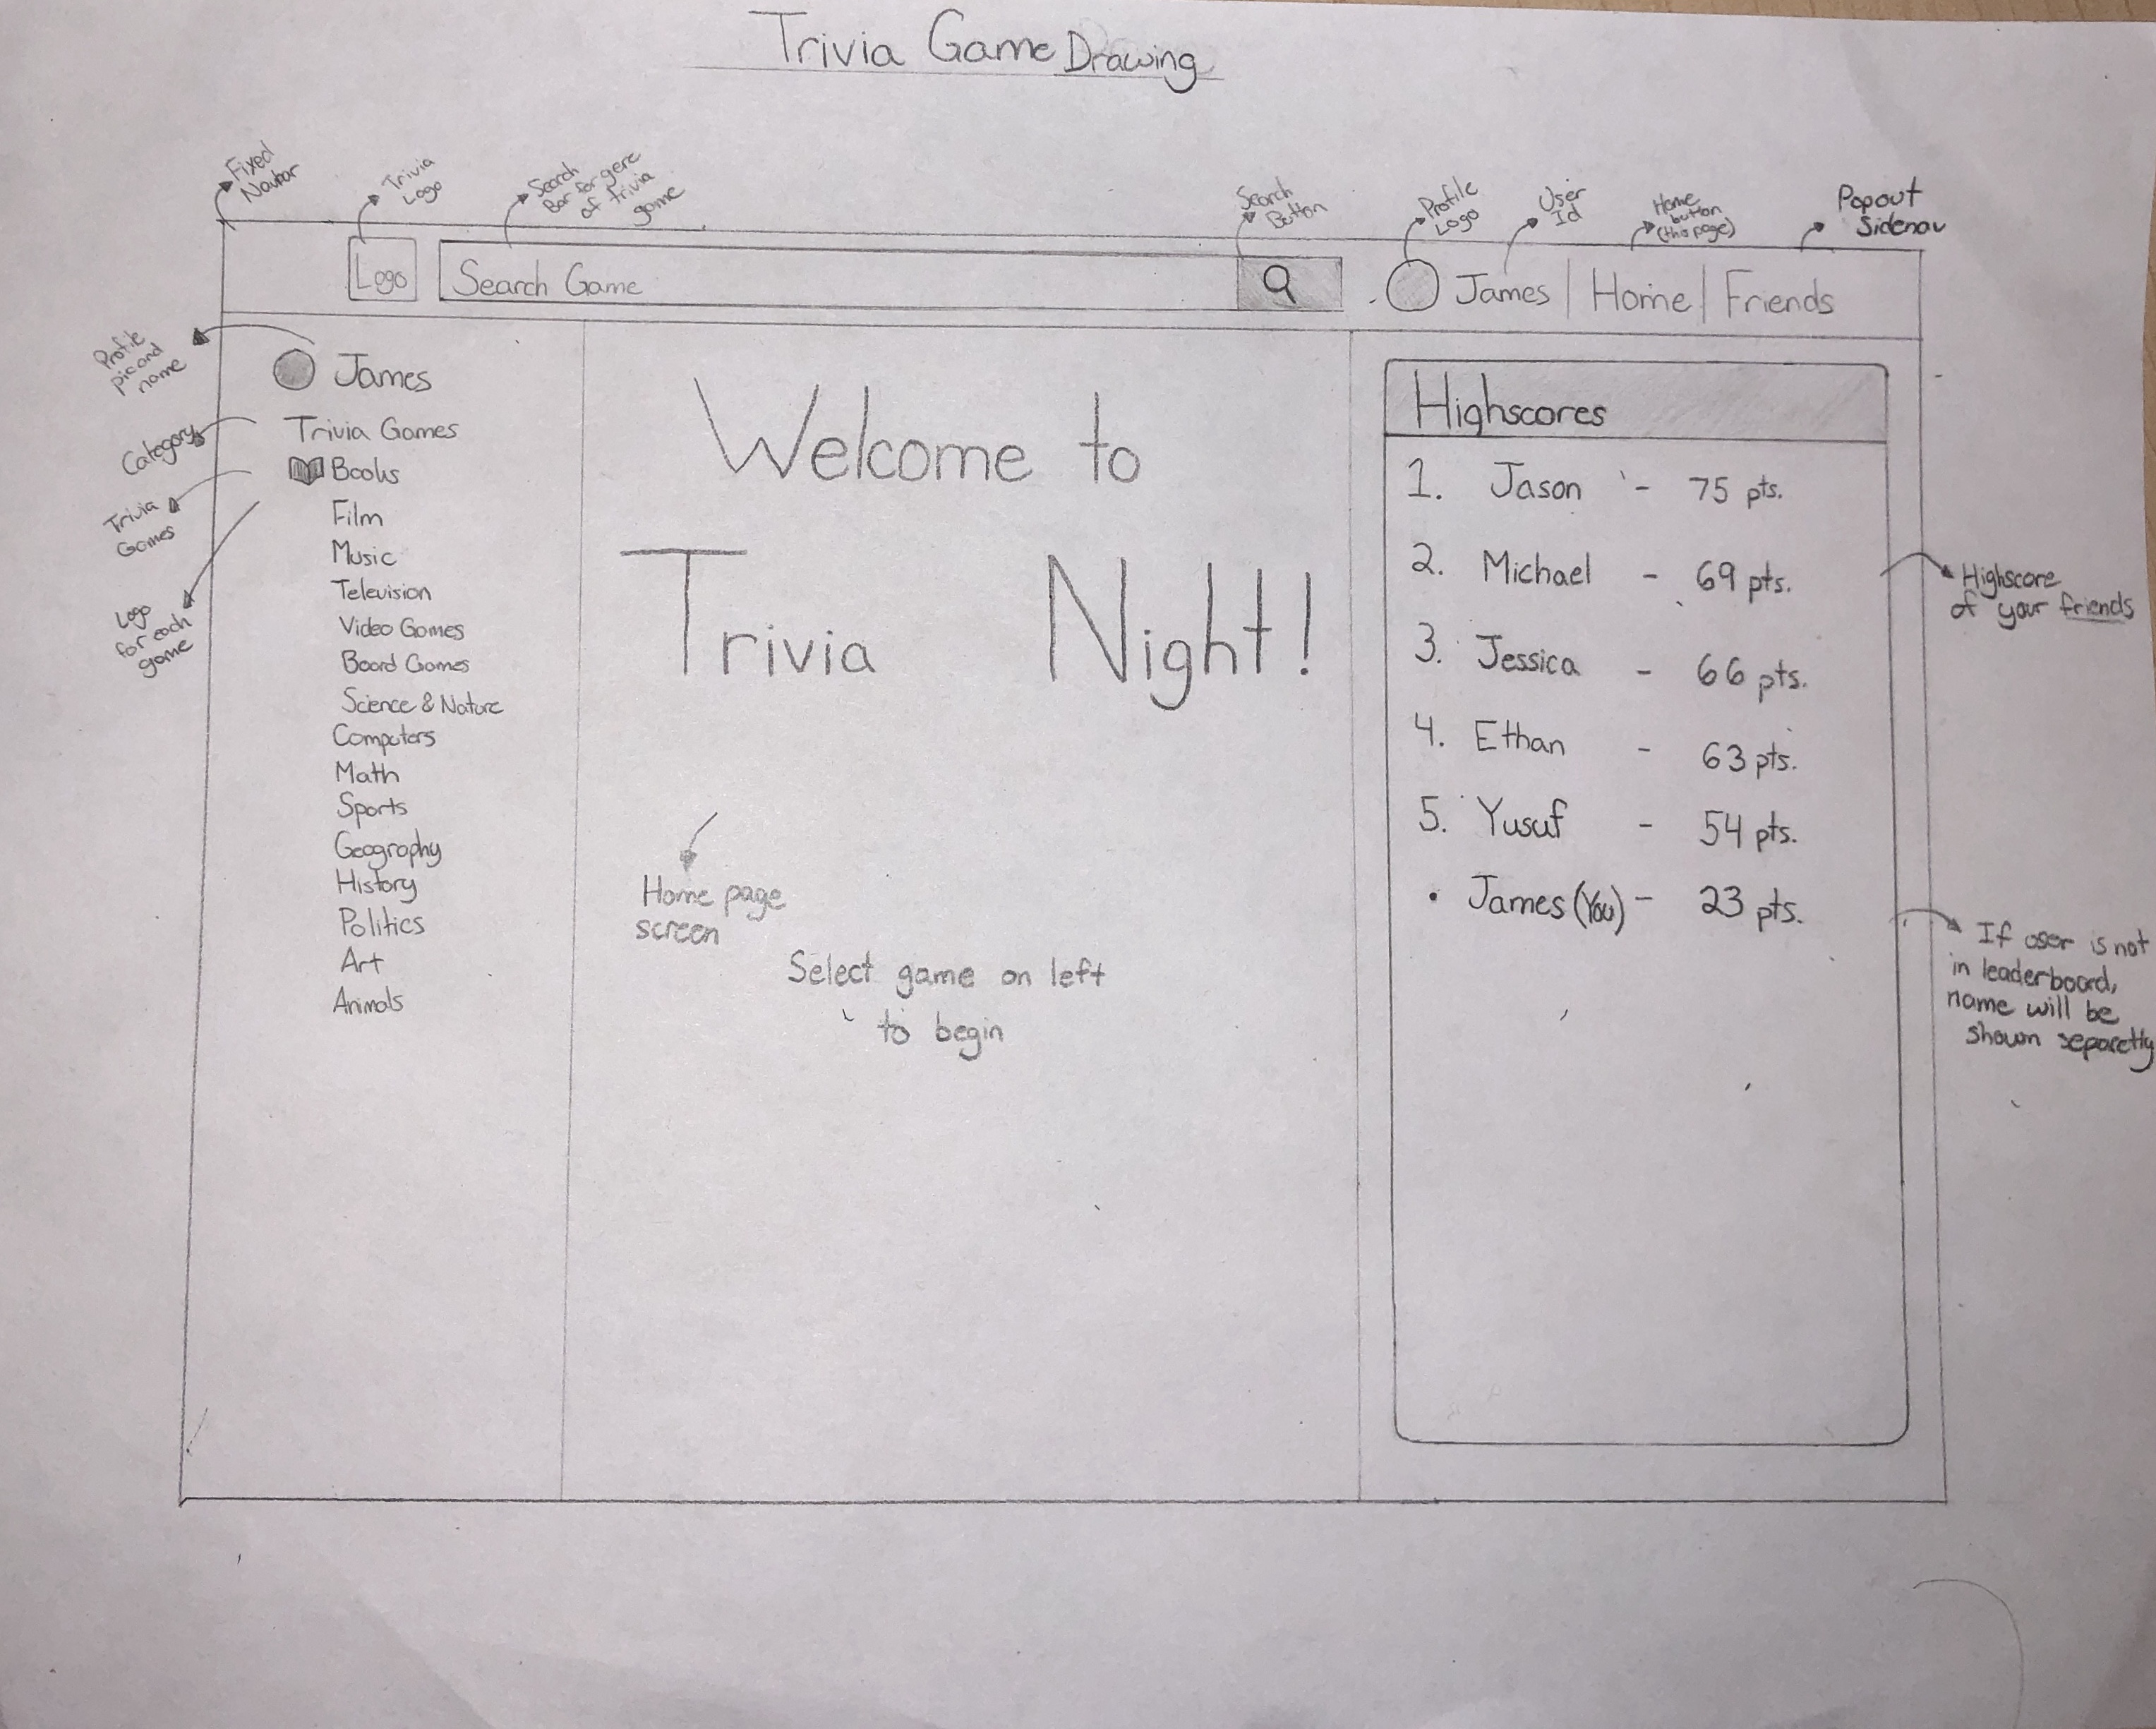 Trivia Game Drawing
Fixed
Navbar
Trivia
Logo
Search
Bar for gere
of trivia
game
Search
Button
Profile
Logo
User
Id
Home
button
(this page)
Popout
Sidenav
Logo
Search Game
James | Home | Friends
Profile
pic and
name
James
Category
Trivia Games
Trivia
Games
Books
Film
Music
Television
Logo
for each
game
Video Games
Board Games
Science & Nature
Computers
Math
Sports
Geography
History
Politics
Art
Animals
Welcome to
Trivia Night!
Home page
screen
Select game on left
to begin
Highscores
1. Jason - 75 pts.
2. Michael - 69 pts.
3. Jessica - 66 pts.
4. Ethan - 63 pts.
5. Yusuf - 54 pts.
• James (You) - 23 pts.
Highscore
of your friends
If user is not
in leaderboard,
name will be
shown separetly